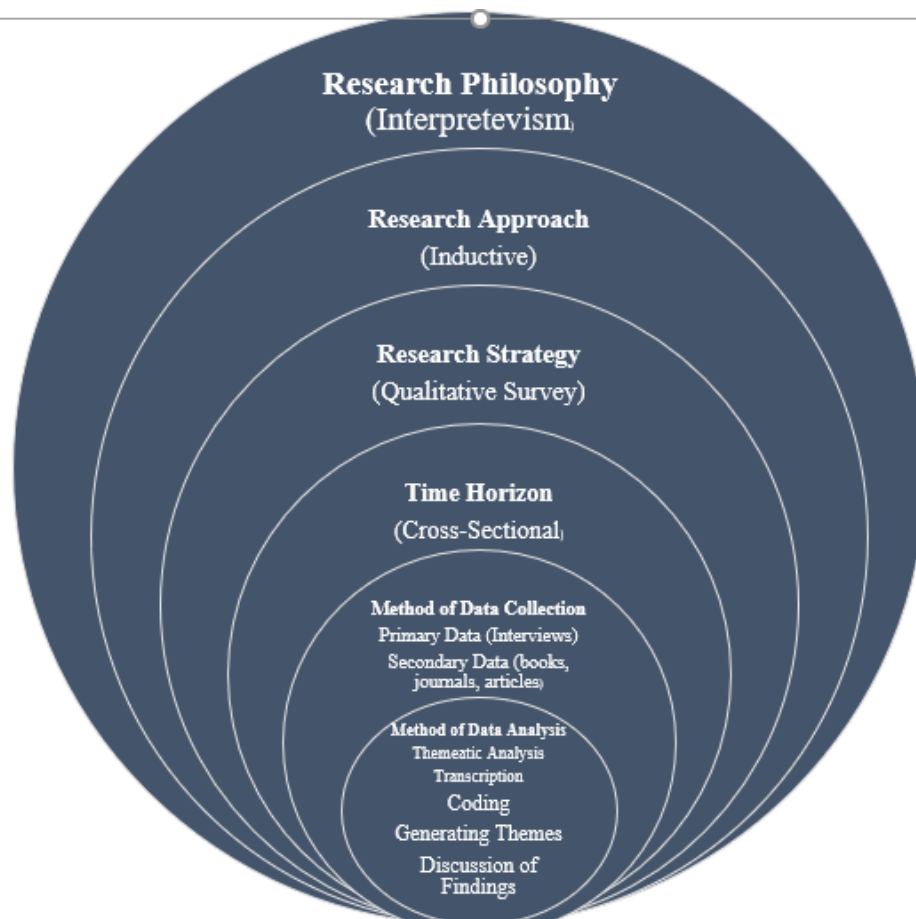 Research Philosophy
(Interpretevism)
Research Approach
(Inductive)
Research Strategy
(Qualitative Survey)
Time Horizon
(Cross-Sectional)
Method of Data Collection
Primary Data (Interviews)
Secondary Data (books,
journals, articles)
Method of Data Analysis
Themeatic Analysis
Transcription
Coding
Generating Themes
Discussion of
Findings